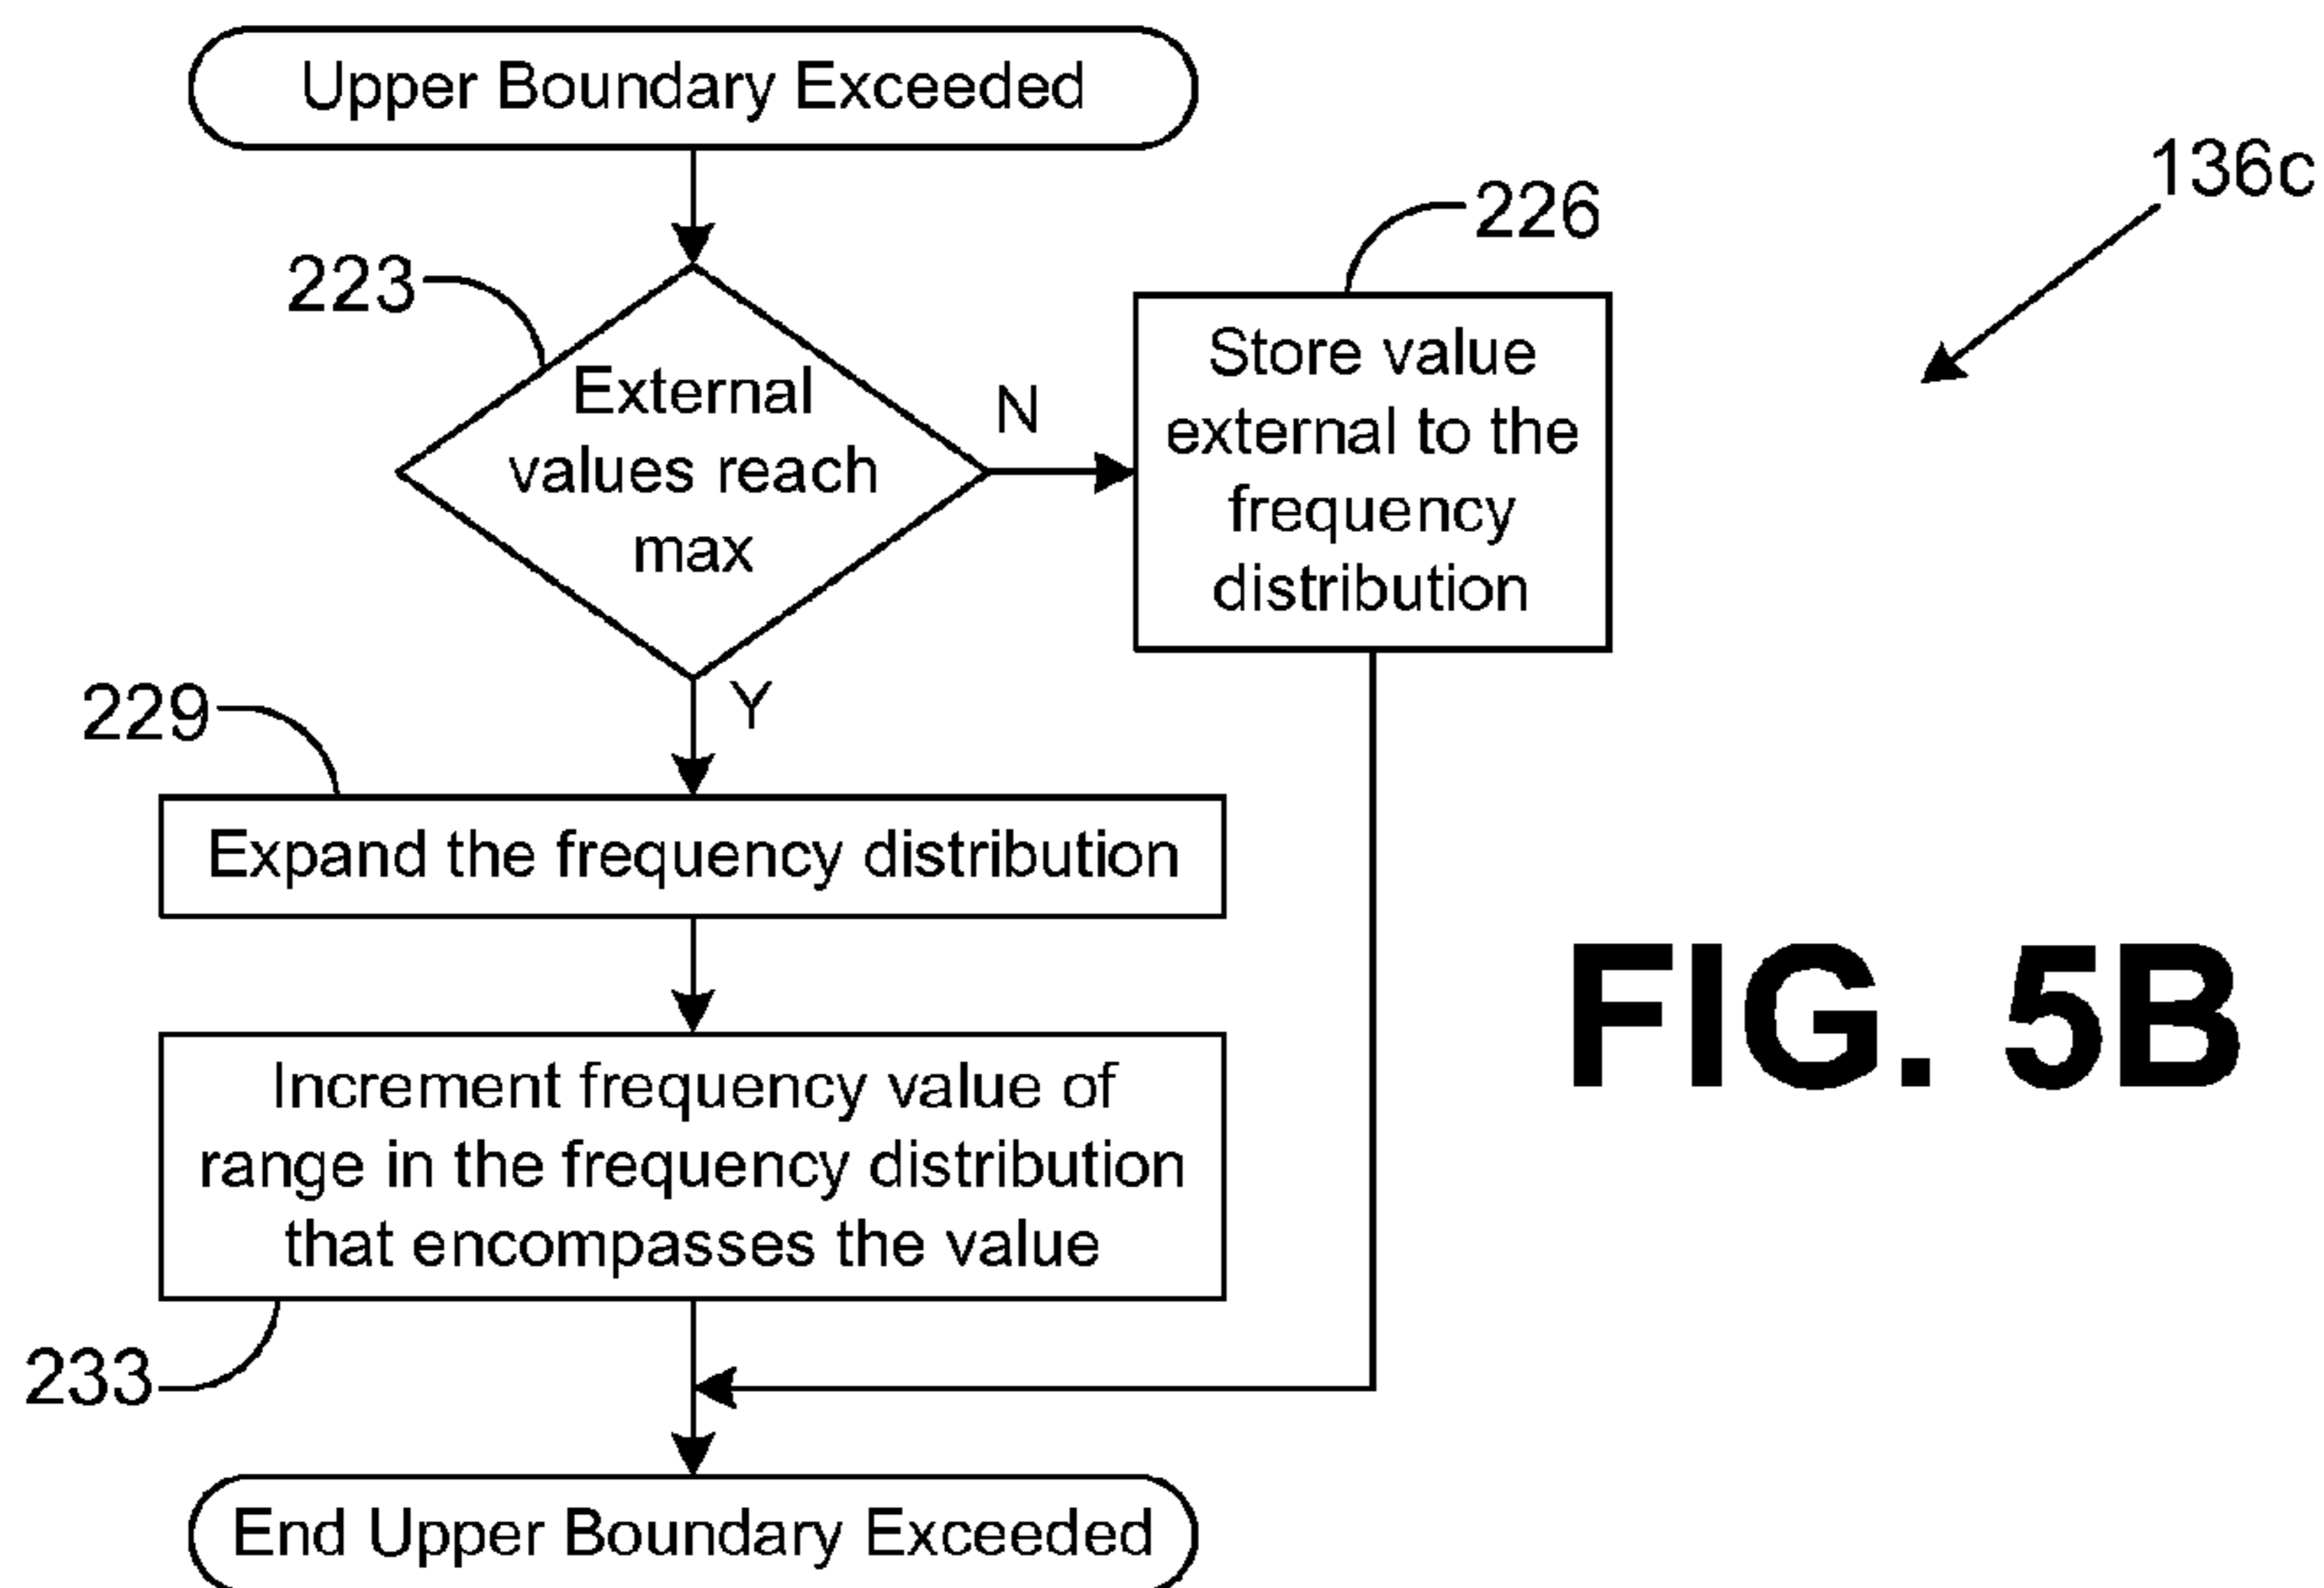 Upper Boundary Exceeded
136c
226
223
External
values reach
max
N
Store value
external to the
frequency
distribution
Y
229
Expand the frequency distribution
FIG. 5B
Increment frequency value of
range in the frequency distribution
that encompasses the value
233
End Upper Boundary Exceeded